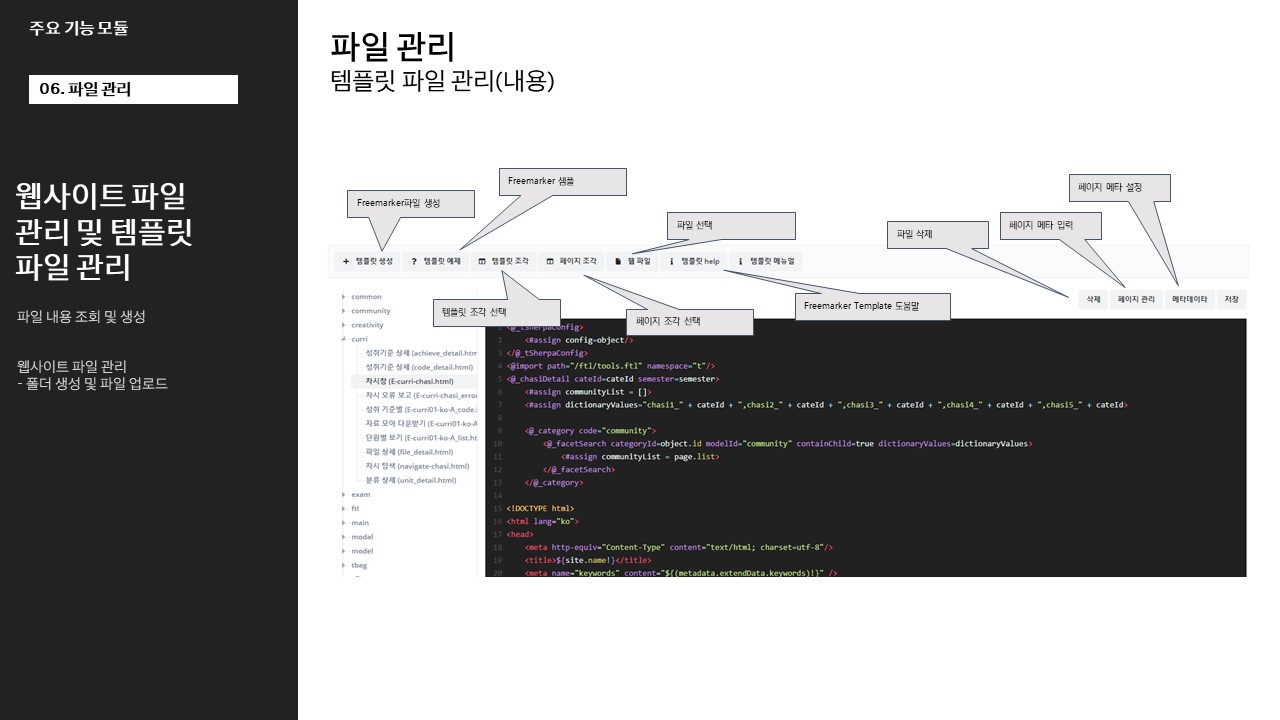 주요 기능 모듈
06. 파일 관리
웹사이트 파일
관리 및 템플릿
파일 관리
파일 내용 조회 및 생성
웹사이트 파일 관리
- 폴더 생성 및 파일 업로드
파일 관리
템플릿 파일 관리(내용)
Freemarker파일 생성
Freemarker 샘플
파일 선택
파일 삭제
페이지 메타 입력
페이지 메타 설정
+ 템플릿 생성
? 템플릿 예제
템플릿 조각
페이지 조각
웹 파일
템플릿 help
템플릿 메뉴얼
템플릿 조각 선택
페이지 조각 선택
Freemarker Template 도움말
삭제
페이지 관리
메타데이타
저장
common
community
creativity
curri
성취기준 상세 (achieve_detail.htm
성취기준 상세 (code_detail.html)
차시창 (E-curri-chasi.html)
차시 오류 보고 (E-curri-chasi_error
성취 기준별 (E-curri01-ko-A_code.
자료 모아 다운받기 (E-curri01-ko-A
단원별 보기 (E-curri01-ko-A_list.ht
파일 상세 (file_detail.html)
차시 탐색 (navigate-chasi.html)
분류 상세 (unit_detail.html)
exam
ftl
main
modal
model
tbag
1 <@_tSherpaConfig>
2 <#assign config=object/>
3 </@_tSherpaConfig>
4 <@import path="/ftl/tools.ftl" namespace="t"/>
5 <@_chasiDetail cateId=cateId semester=semester>
6 <#assign communityList = []>
7 <#assign dictionaryValues="chasi1_" + cateId + ",chasi2_" + cateId + ",chasi3_" + cateId + ",chasi4_" + cateId + ",chasi5_" + cateId>
8
9 <@_category code="community">
10 <@_facetSearch categoryId=object.id modelId="community" containChild=true dictionaryValues=dictionaryValues>
11 <#assign communityList = page.list>
12 </@_facetSearch>
13 </@_category>
14
15 <!DOCTYPE html>
16 <html lang="ko">
17 <head>
18 <meta http-equiv="Content-Type" content="text/html; charset=utf-8"/>
19 <title>${site.name!}</title>
20 <meta name="keywords" content="${(metadata.extendData.keywords)!}" />